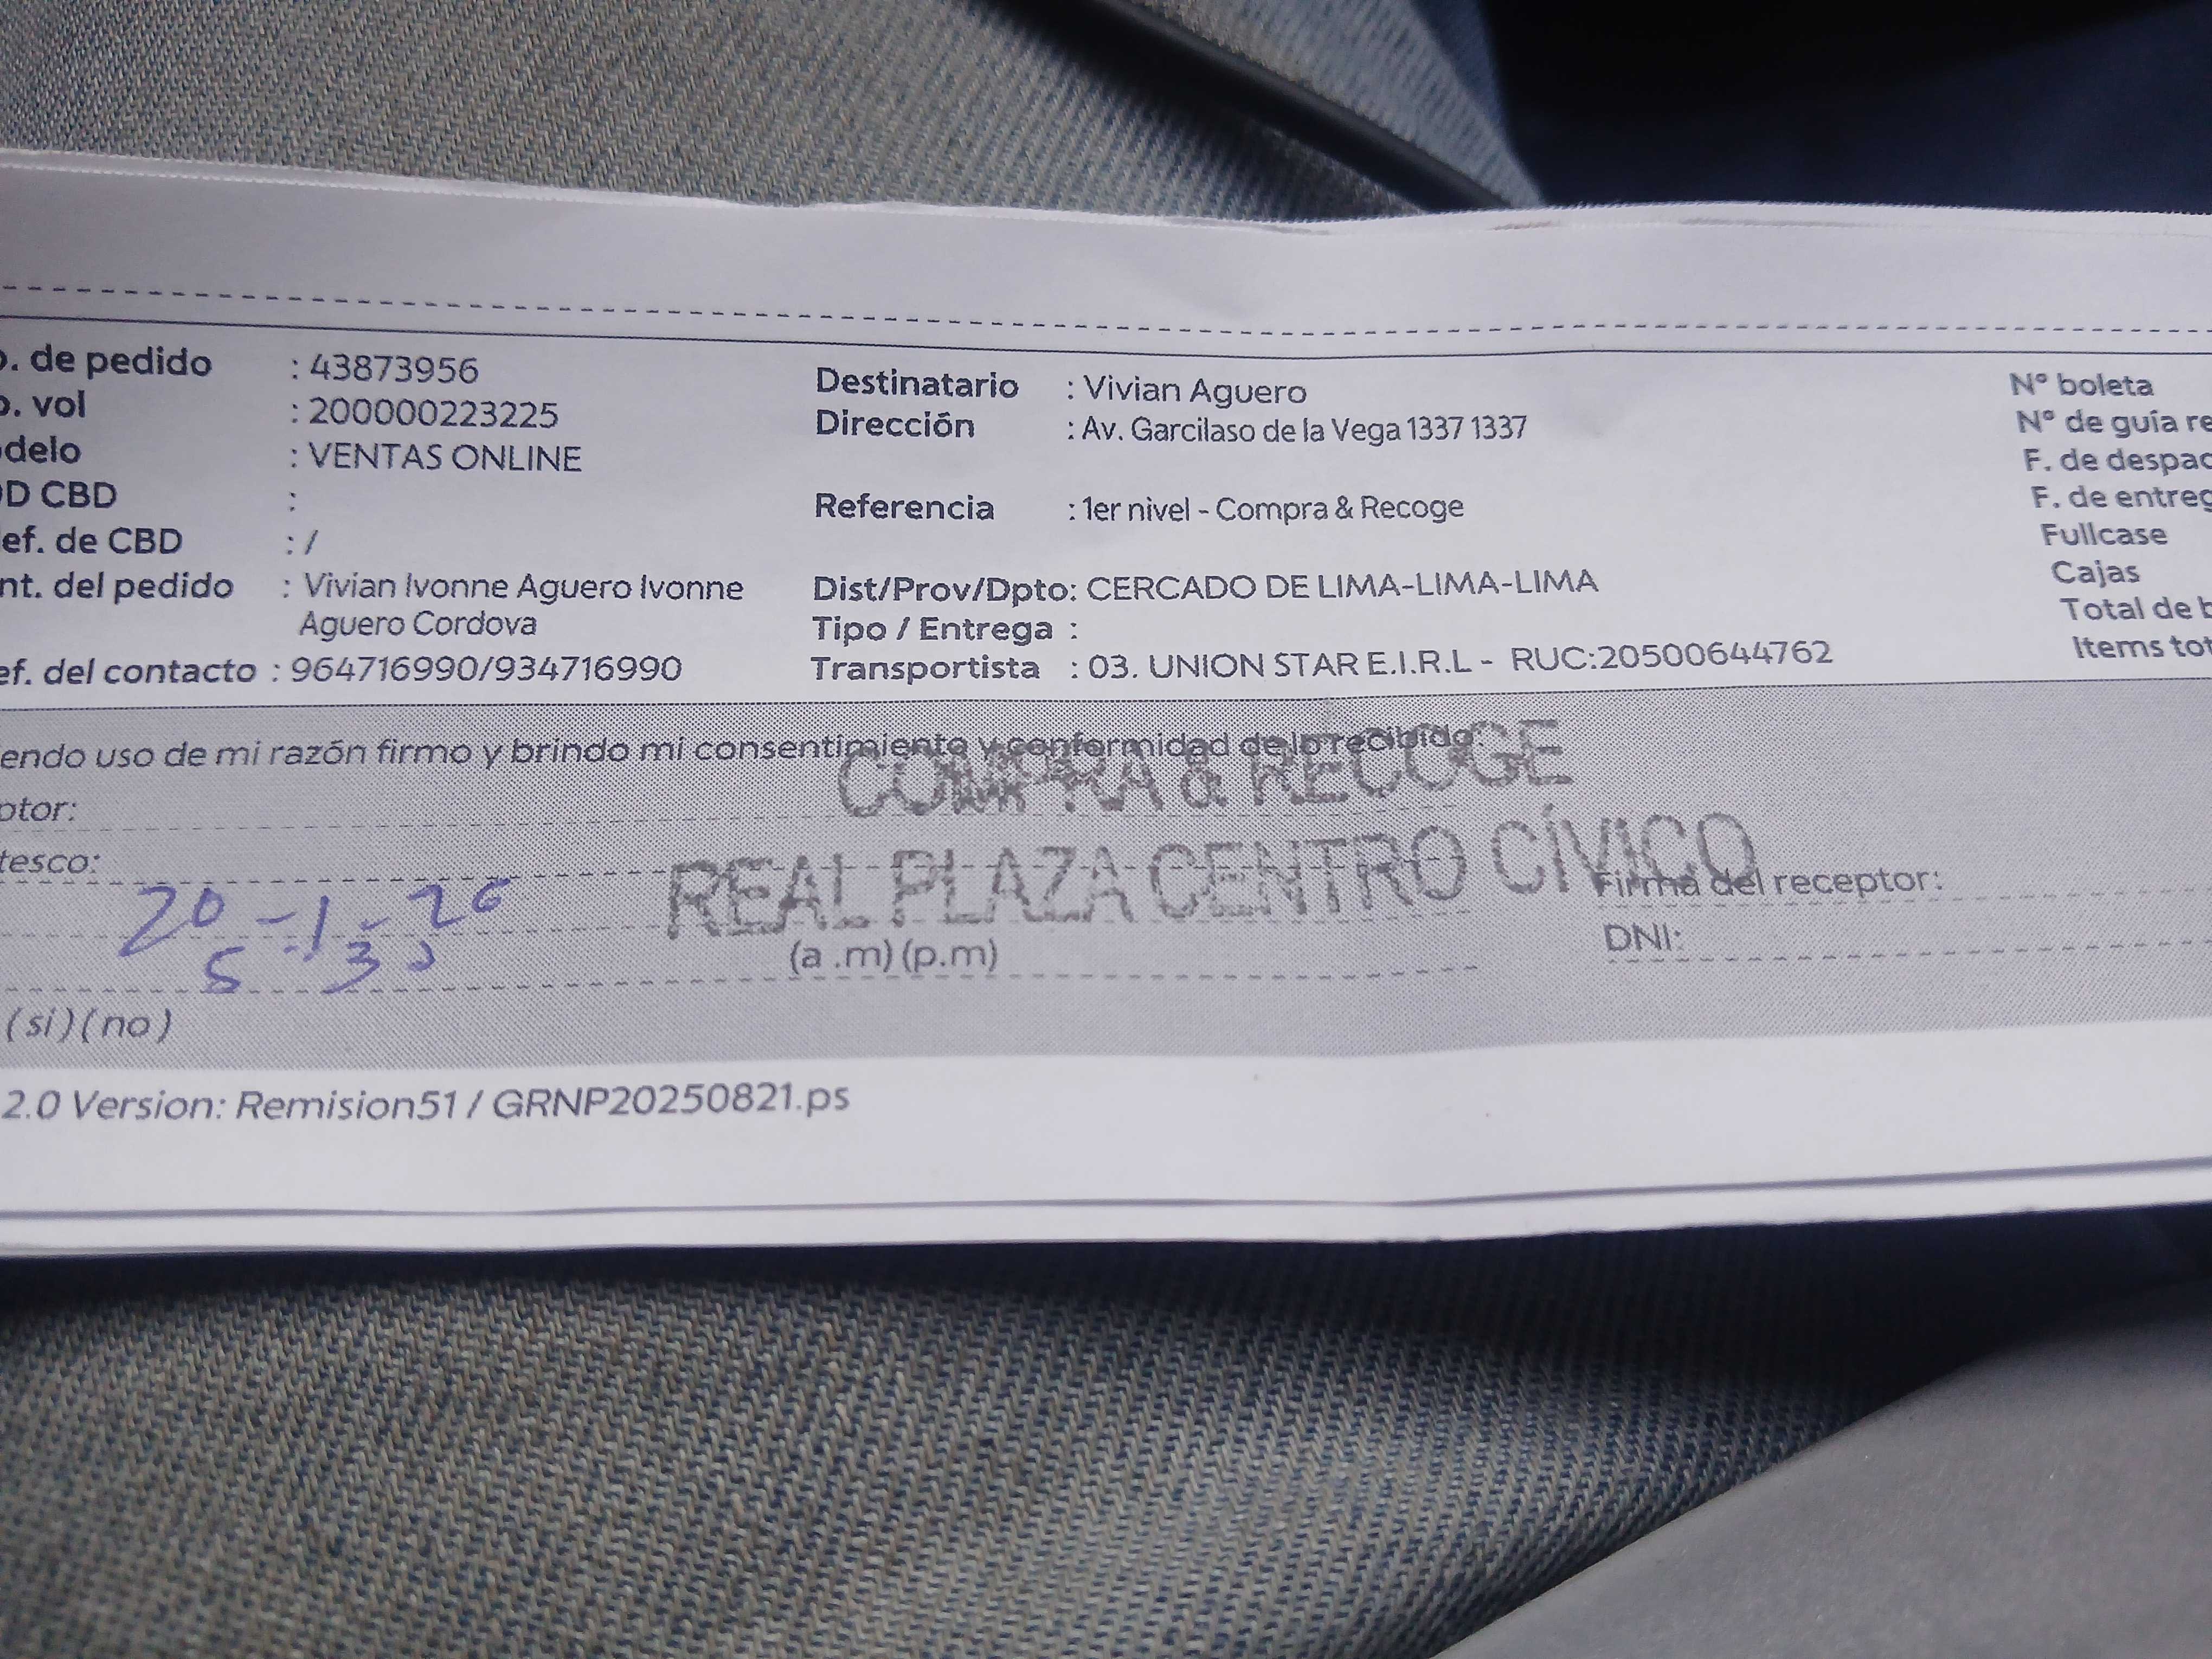 o. de pedido : 43873956
o. vol : 200000223225
odelo : VENTAS ONLINE
OD CBD :
ef. de CBD : /
nt. del pedido : Vivian Ivonne Aguero Ivonne
Aguero Cordova
ef. del contacto : 964716990/934716990
Destinatario : Vivian Aguero
Dirección : Av. Garcilaso de la Vega 1337 1337
Referencia : 1er nivel - Compra & Recoge
Dist/Prov/Dpto: CERCADO DE LIMA-LIMA-LIMA
Tipo / Entrega :
Transportista : 03. UNION STAR E.I.R.L - RUC:20500644762
N° boleta
N° de guía re
F. de despac
F. de entreg
Fullcase
Cajas
Total de b
Items tot
endo uso de mi razón firmo y brindo mi consentimiento y conformidad de lo recibido.
COMPRA & RECOGE
ptor:
REAL PLAZA CENTRO CÍVICO
tesco:
Firma del receptor:
20-1-26
DNI:
(a .m) (p.m)
(si) (no)
2.0 Version: Remision51 / GRNP20250821.ps